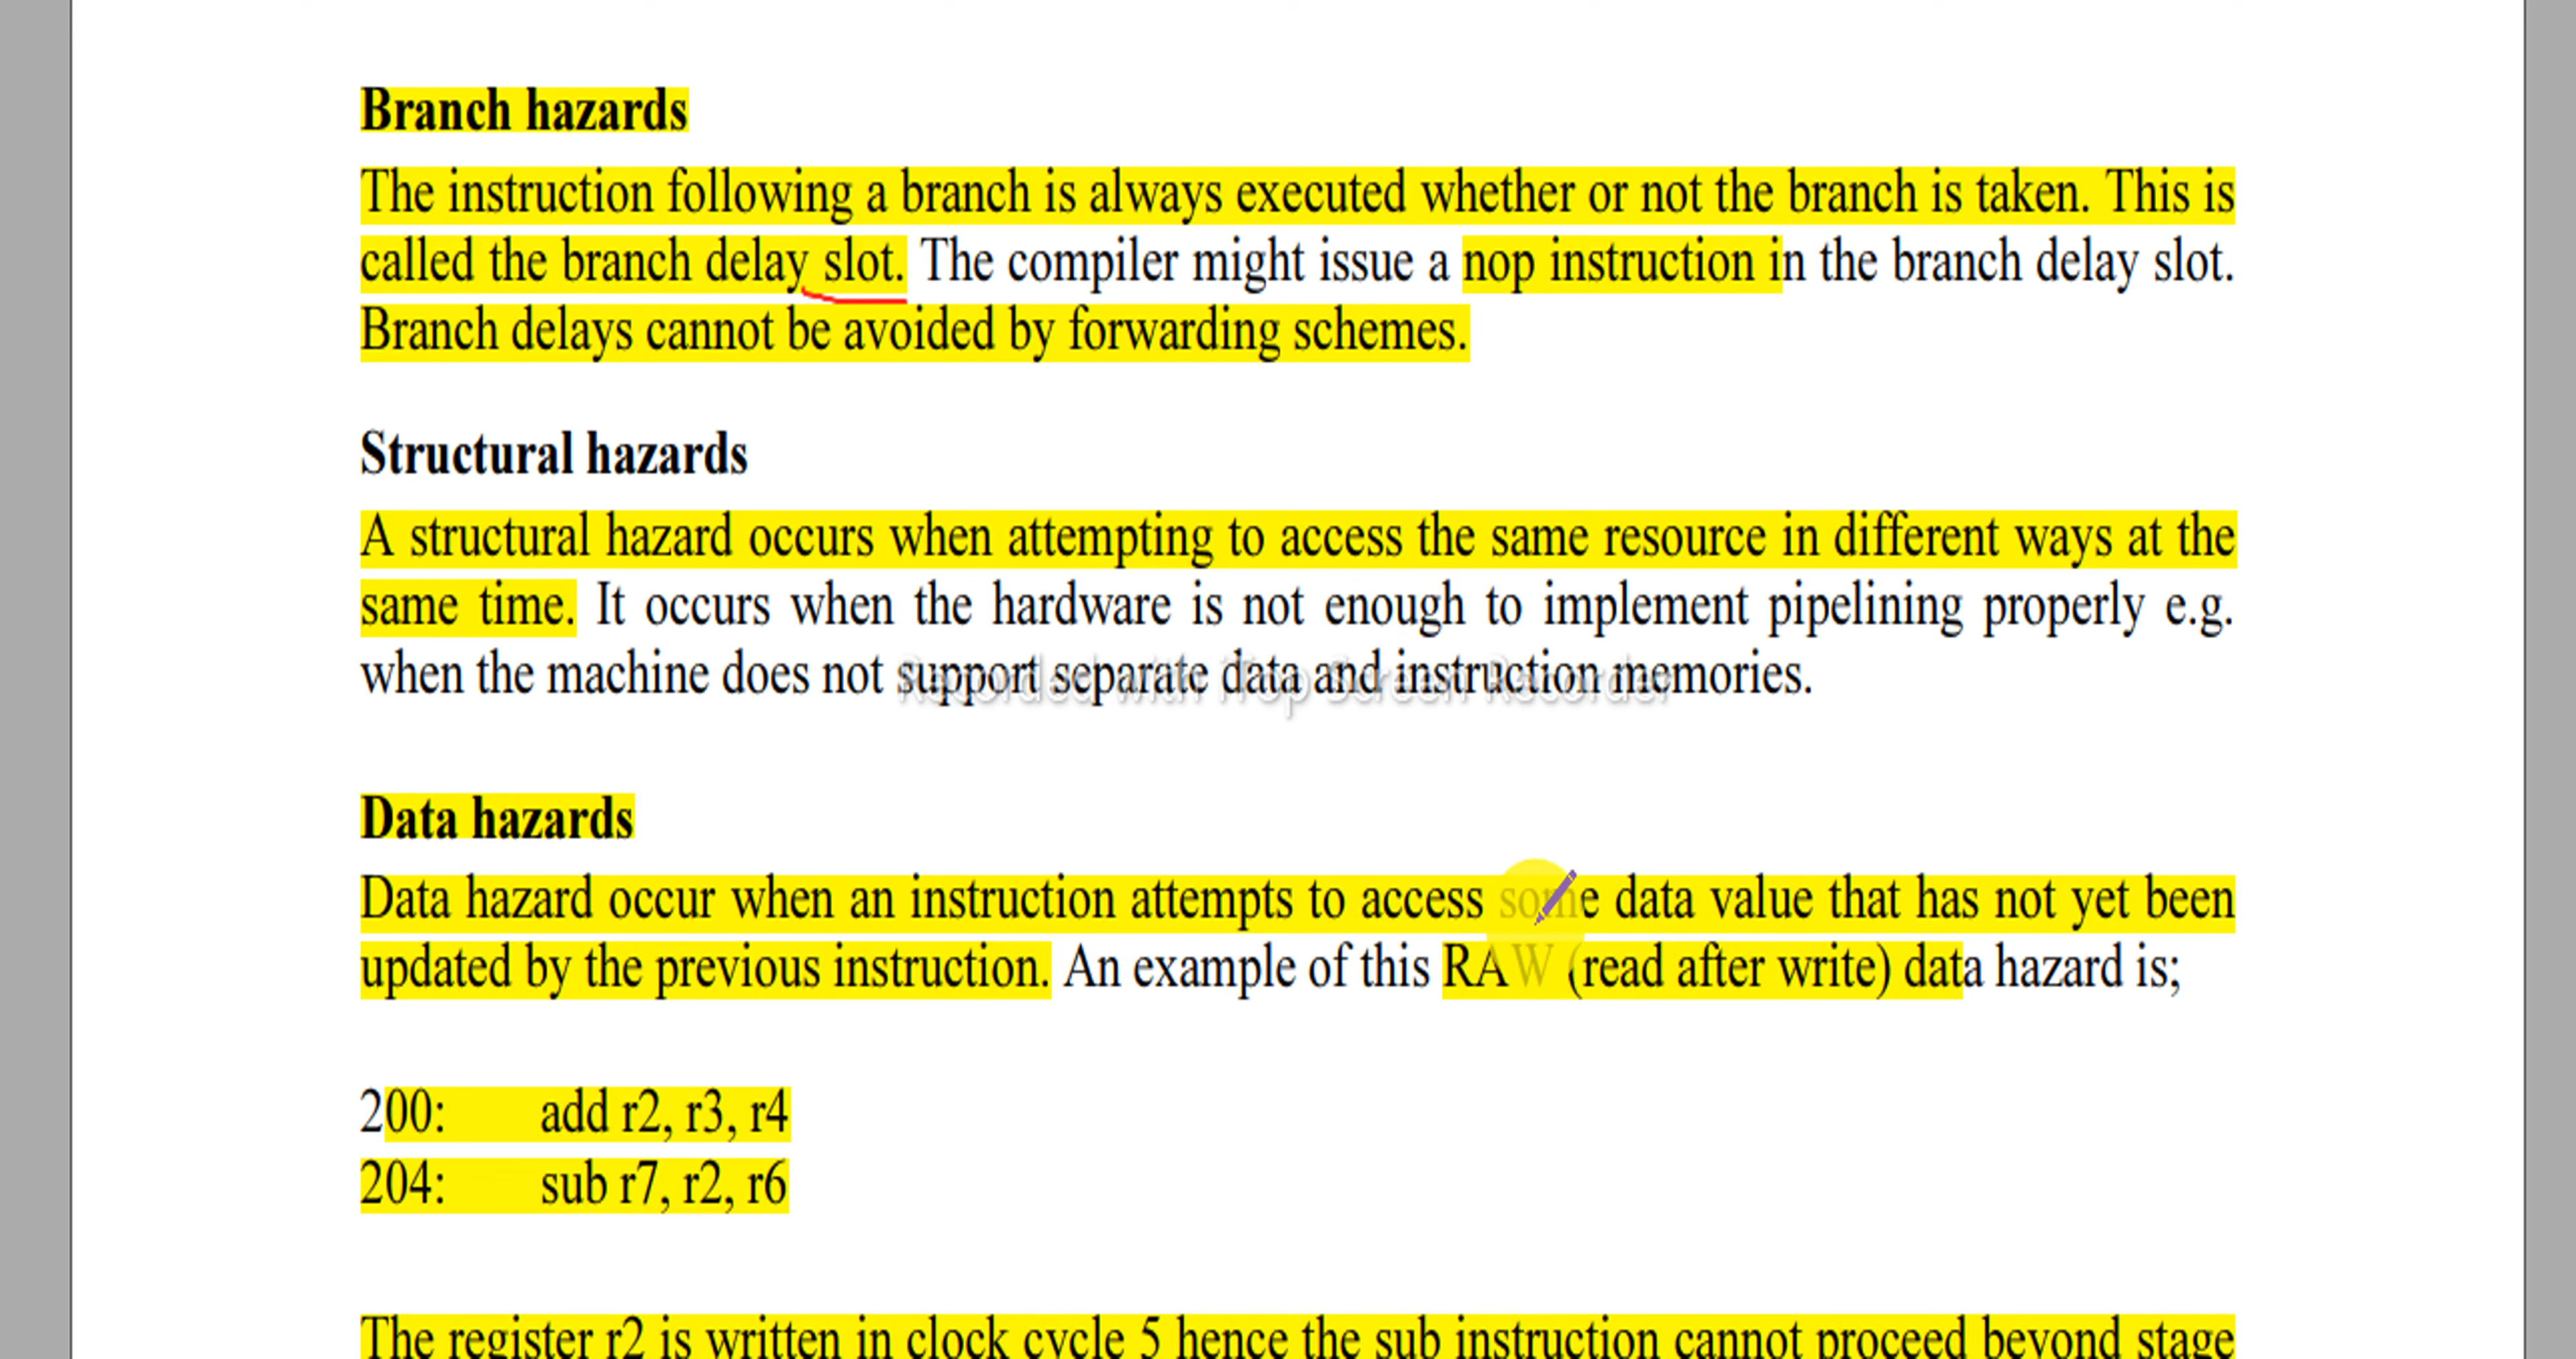 Branch hazards
The instruction following a branch is always executed whether or not the branch is taken. This is
called the branch delay slot. The compiler might issue a nop instruction in the branch delay slot.
Branch delays cannot be avoided by forwarding schemes.
Structural hazards
A structural hazard occurs when attempting to access the same resource in different ways at the
same time. It occurs when the hardware is not enough to implement pipelining properly e.g.
when the machine does not support separate data and instruction memories.
Recorded with iTop Screen Recorder
Data hazards
Data hazard occur when an instruction attempts to access some data value that has not yet been
updated by the previous instruction. An example of this RAW (read after write) data hazard is;
200: add r2, r3, r4
204: sub r7, r2, r6
The register r2 is written in clock cycle 5 hence the sub instruction cannot proceed beyond stage